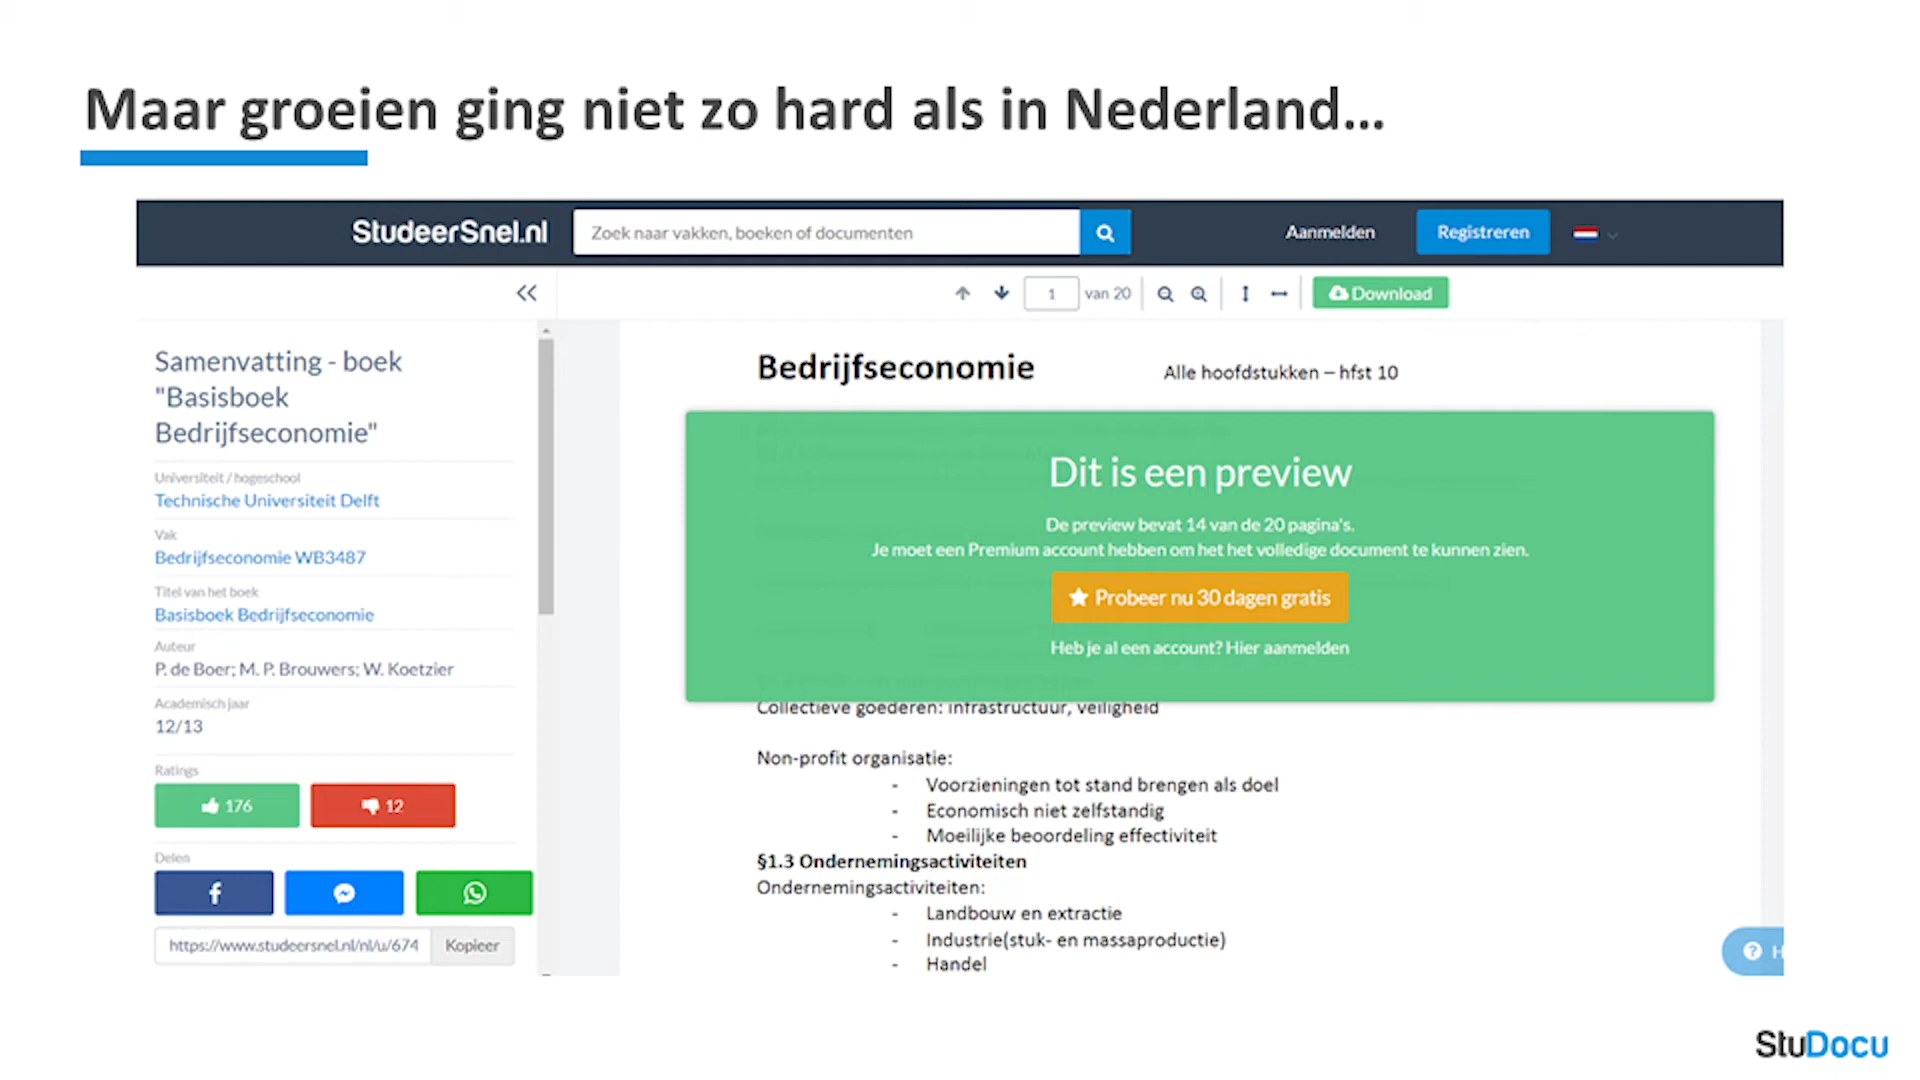 Maar groeien ging niet zo hard als in Nederland...
StudeerSnel.nl
Zoek naar vakken, boeken of documenten
Aanmelden
Registreren
1 van 20
Download
Samenvatting - boek
"Basisboek
Bedrijfseconomie"
Universiteit / hogeschool
Technische Universiteit Delft
Vak
Bedrijfseconomie WB3487
Titel van het boek
Basisboek Bedrijfseconomie
Auteur
P. de Boer; M. P. Brouwers; W. Koetzier
Academisch jaar
12/13
Ratings
176
12
Delen
https://www.studeersnel.nl/nl/u/674
Kopieer
Bedrijfseconomie
Alle hoofdstukken – hfst 10
Dit is een preview
De preview bevat 14 van de 20 pagina's.
Je moet een Premium account hebben om het het volledige document te kunnen zien.
Probeer nu 30 dagen gratis
Heb je al een account? Hier aanmelden
Collectieve goederen: infrastructuur, veiligheid
Non-profit organisatie:
- Voorzieningen tot stand brengen als doel
- Economisch niet zelfstandig
- Moeilijke beoordeling effectiviteit
§1.3 Ondernemingsactiviteiten
Ondernemingsactiviteiten:
- Landbouw en extractie
- Industrie(stuk- en massaproductie)
- Handel
StuDocu